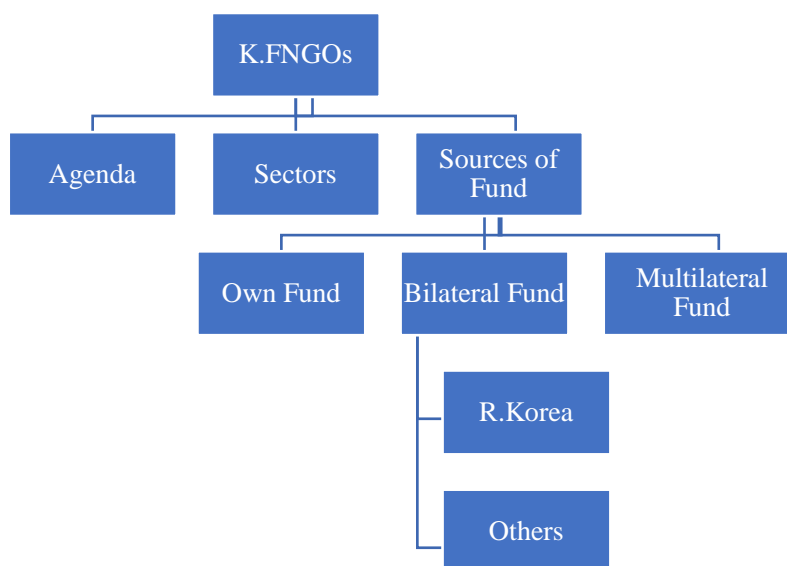 K.FNGOs
Agenda
Sectors
Sources of
Fund
Own Fund
Bilateral Fund
Multilateral
Fund
R.Korea
Others